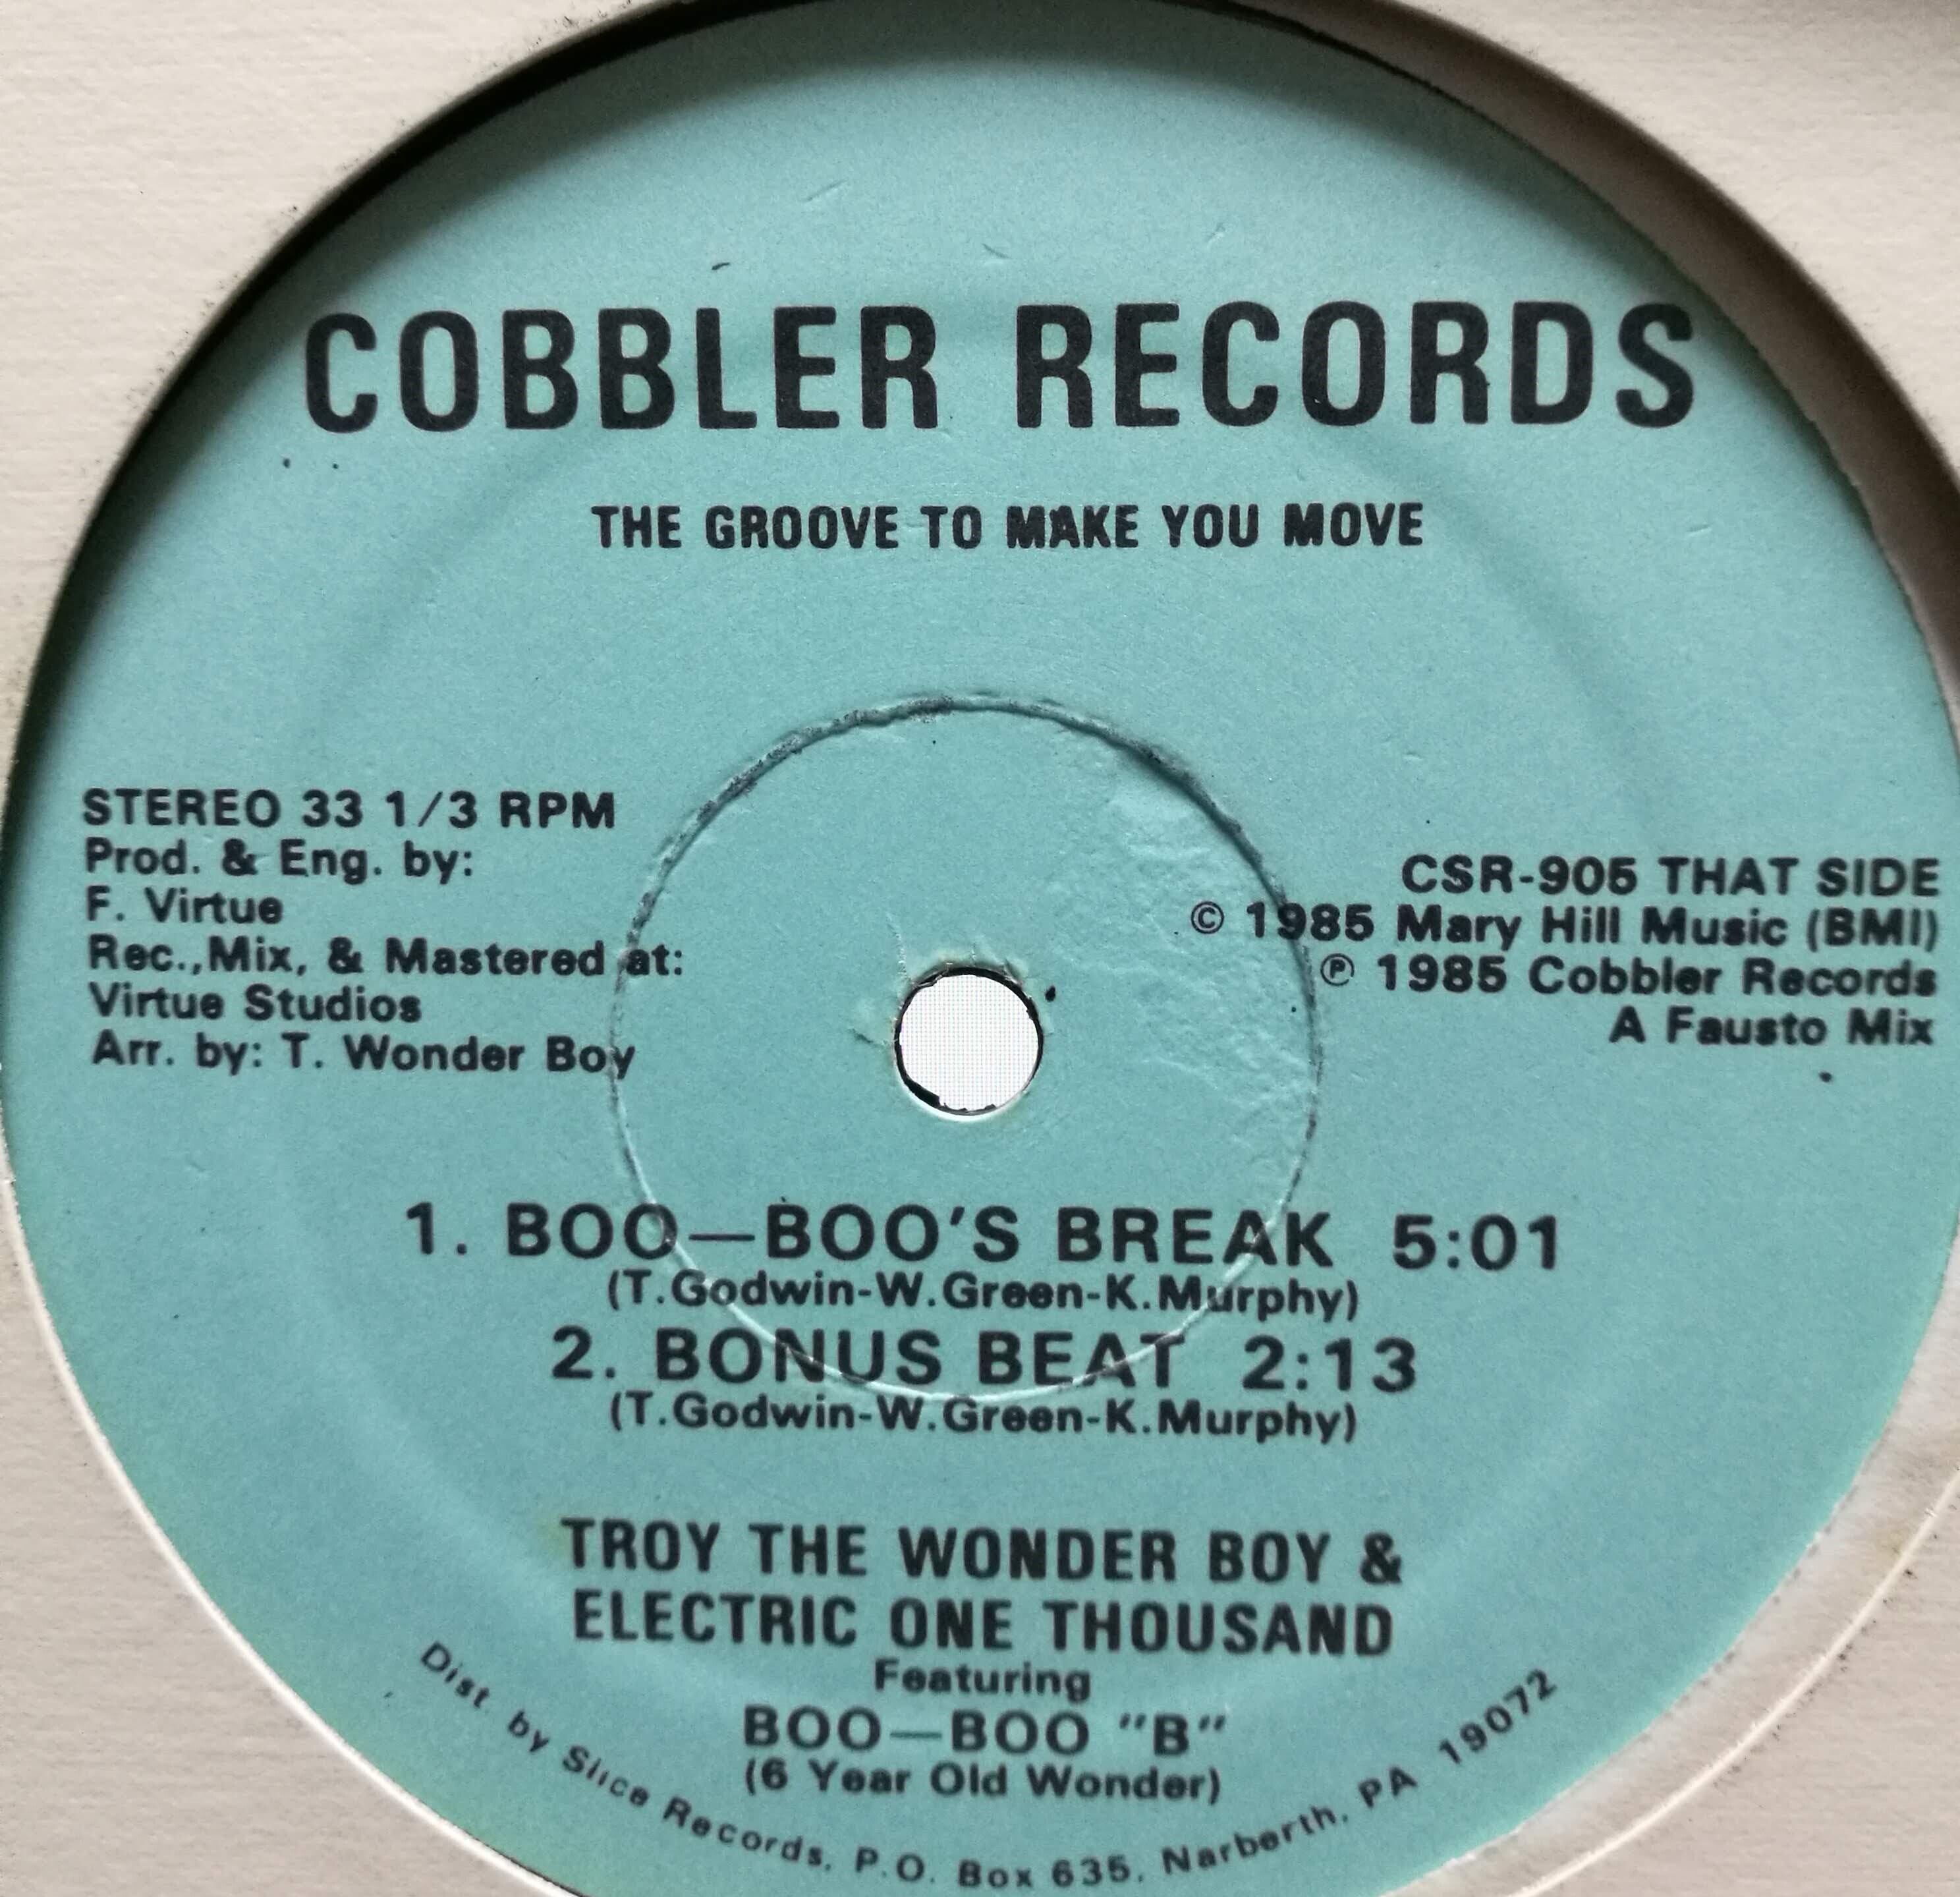 COBBLER RECORDS
THE GROOVE TO MAKE YOU MOVE
STEREO 33 1/3 RPM
Prod. & Eng. by:
F. Virtue
Rec.,Mix, & Mastered at:
Virtue Studios
Arr. by: T. Wonder Boy
CSR-905 THAT SIDE
© 1985 Mary Hill Music (BMI)
℗ 1985 Cobbler Records
A Fausto Mix
1. BOO—BOO'S BREAK 5:01
(T.Godwin-W.Green-K.Murphy)
2. BONUS BEAT 2:13
(T.Godwin-W.Green-K.Murphy)
TROY THE WONDER BOY &
ELECTRIC ONE THOUSAND
Featuring
BOO—BOO "B"
(6 Year Old Wonder)
Dist. by Slice Records, P.O. Box 635, Narberth, PA 19072